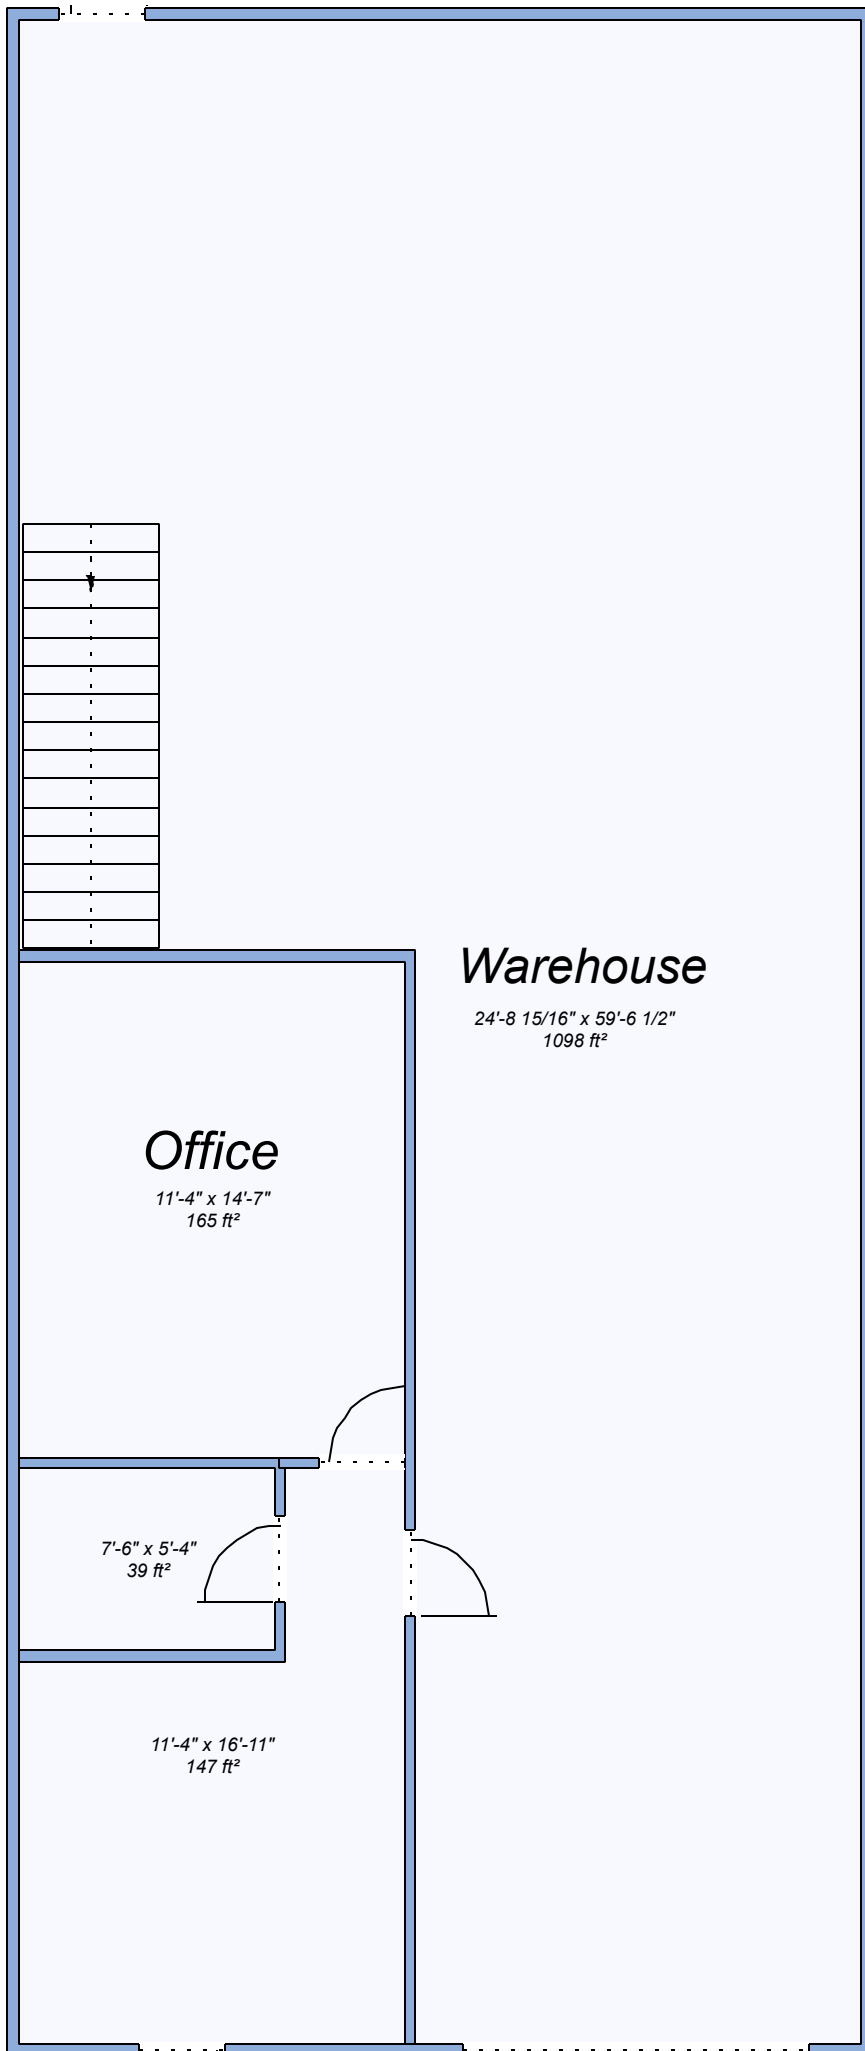 Warehouse
24'-8 15/16" x 59'-6 1/2"
1098 ft²
Office
11'-4" x 14'-7"
165 ft²
7'-6" x 5'-4"
39 ft²
11'-4" x 16'-11"
147 ft²